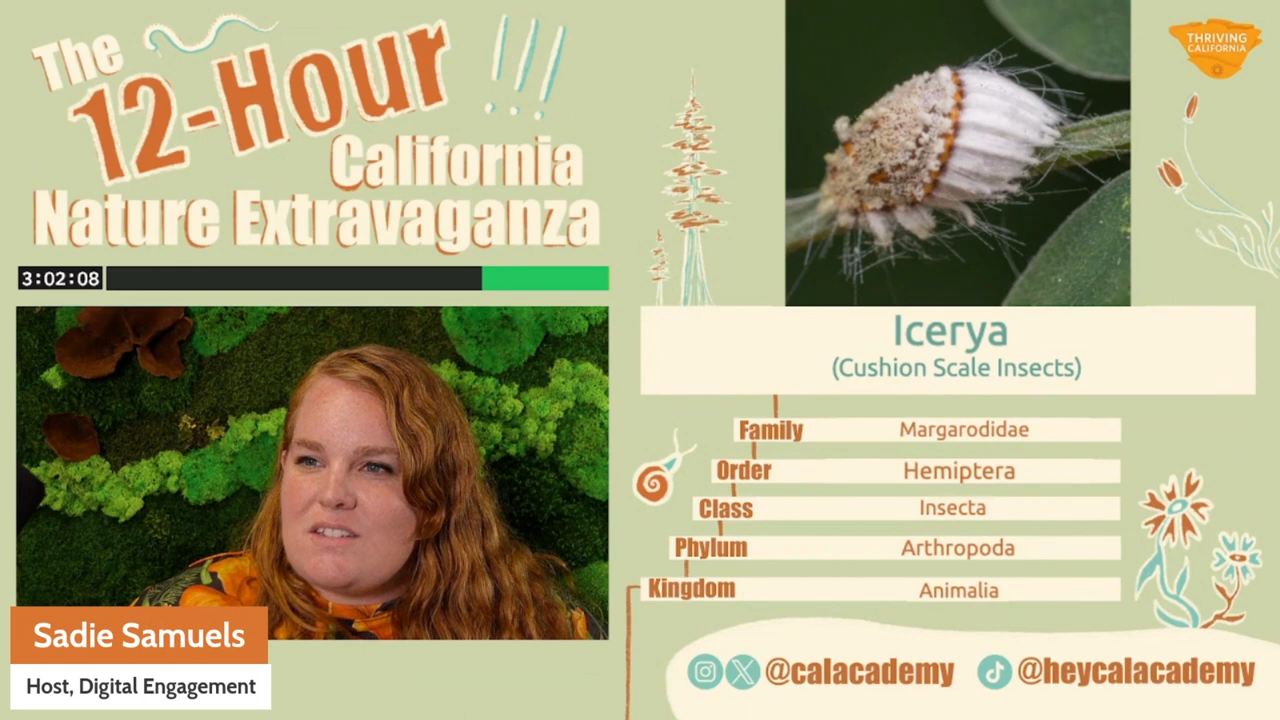 The
12-Hour !!!
California
Nature Extravaganza
3:02:08
Sadie Samuels
Host, Digital Engagement
THRIVING
CALIFORNIA
Icerya
(Cushion Scale Insects)
Family Margarodidae
Order Hemiptera
Class Insecta
Phylum Arthropoda
Kingdom Animalia
@calacademy @heycalacademy